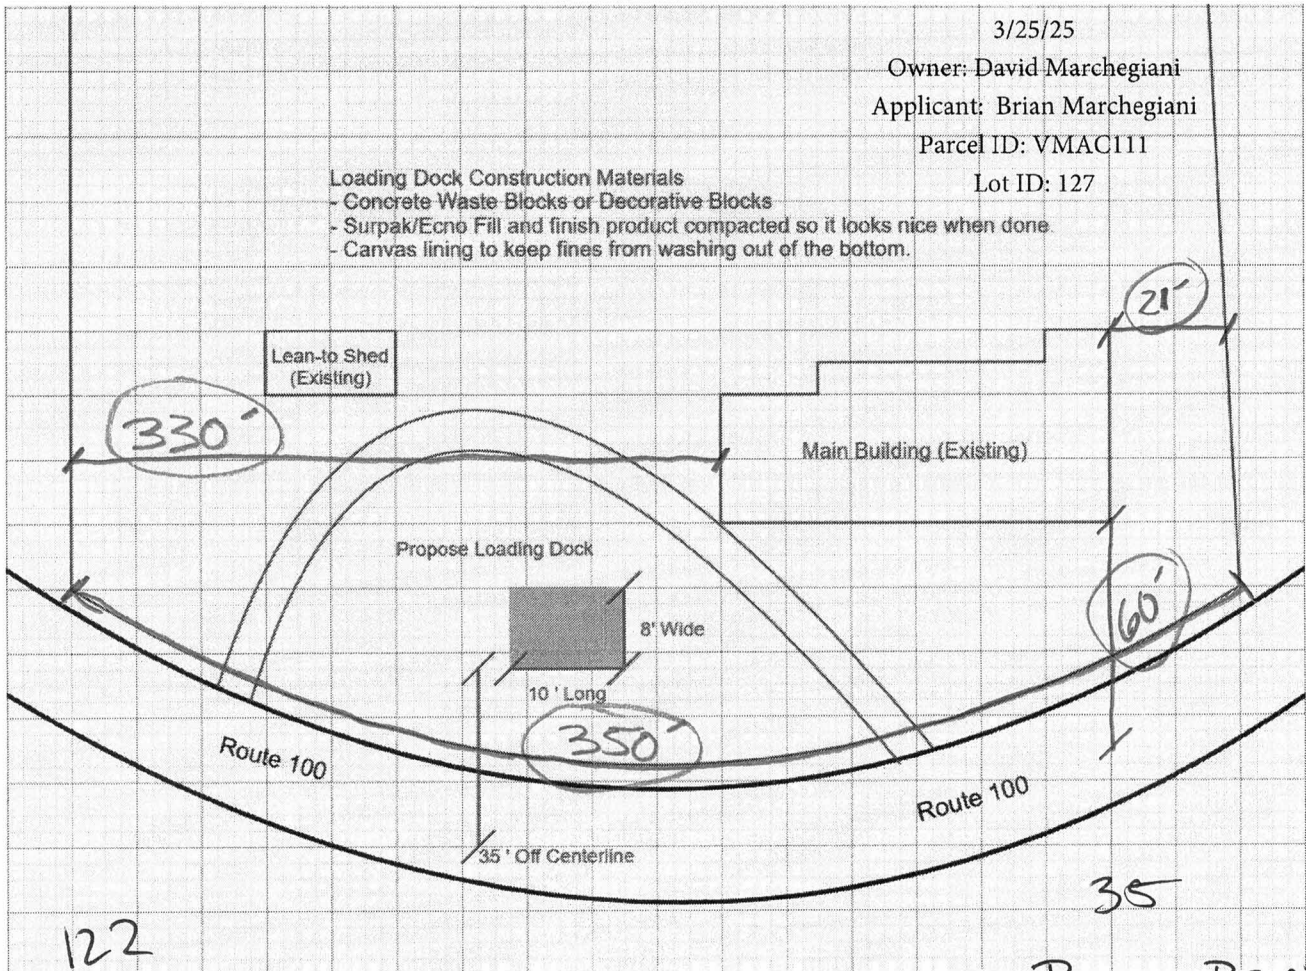 3/25/25
Owner: David Marchegiani
Applicant: Brian Marchegiani
Parcel ID: VMAC111
Lot ID: 127
Loading Dock Construction Materials
- Concrete Waste Blocks or Decorative Blocks
- Surpak/Ecno Fill and finish product compacted so it looks nice when done.
- Canvas lining to keep fines from washing out of the bottom.
21'
Lean-to Shed
(Existing)
330'
Main Building (Existing)
Propose Loading Dock
60'
8' Wide
10 ' Long
350'
Route 100
Route 100
35 ' Off Centerline
35
122